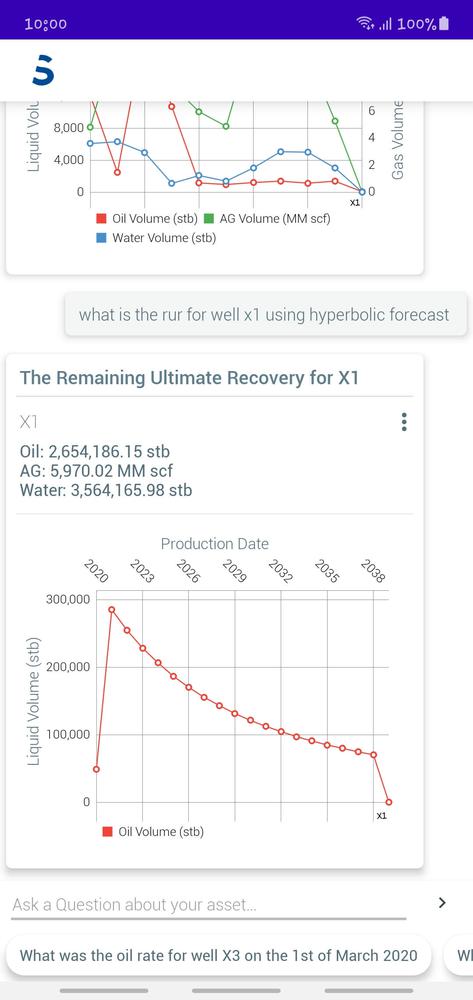 10:00 100%
Liquid Volu
8,000
4,000
0
6
4
2
0
Gas Volume
x1
Oil Volume (stb) AG Volume (MM scf)
Water Volume (stb)
what is the rur for well x1 using hyperbolic forecast
The Remaining Ultimate Recovery for X1
X1
Oil: 2,654,186.15 stb
AG: 5,970.02 MM scf
Water: 3,564,165.98 stb
Production Date
2020 2023 2026 2029 2032 2035 2038
300,000
200,000
100,000
0
Liquid Volume (stb)
x1
Oil Volume (stb)
Ask a Question about your asset...
What was the oil rate for well X3 on the 1st of March 2020